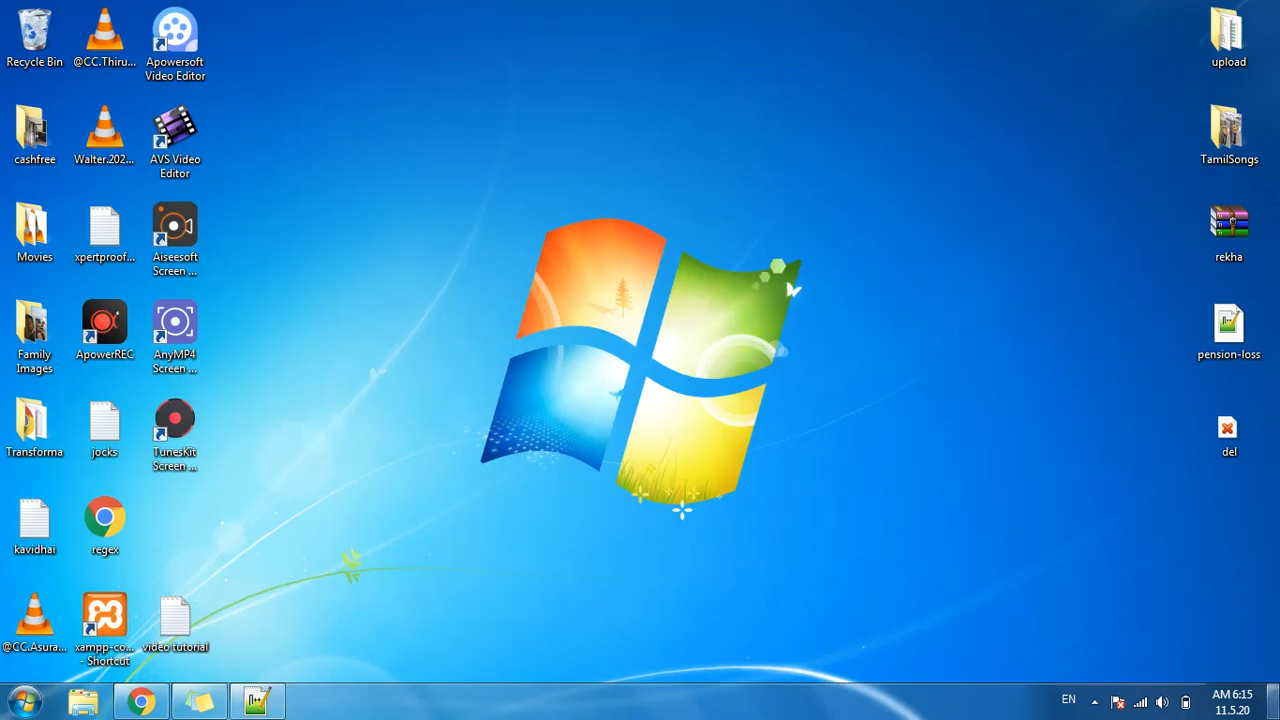 Recycle Bin
@CC.Thiru...
Apowersoft
Video Editor
upload
cashfree
Walter.202...
AVS Video
Editor
TamilSongs
Movies
xpertproof...
Aiseesoft
Screen ...
rekha
Family
Images
ApowerREC
AnyMP4
Screen ...
pension-loss
Transforma
jocks
TunesKit
Screen ...
del
kavidhai
regex
@CC.Asura...
xampp-co...
- Shortcut
video tutorial
EN
AM 6:15
11.5.20